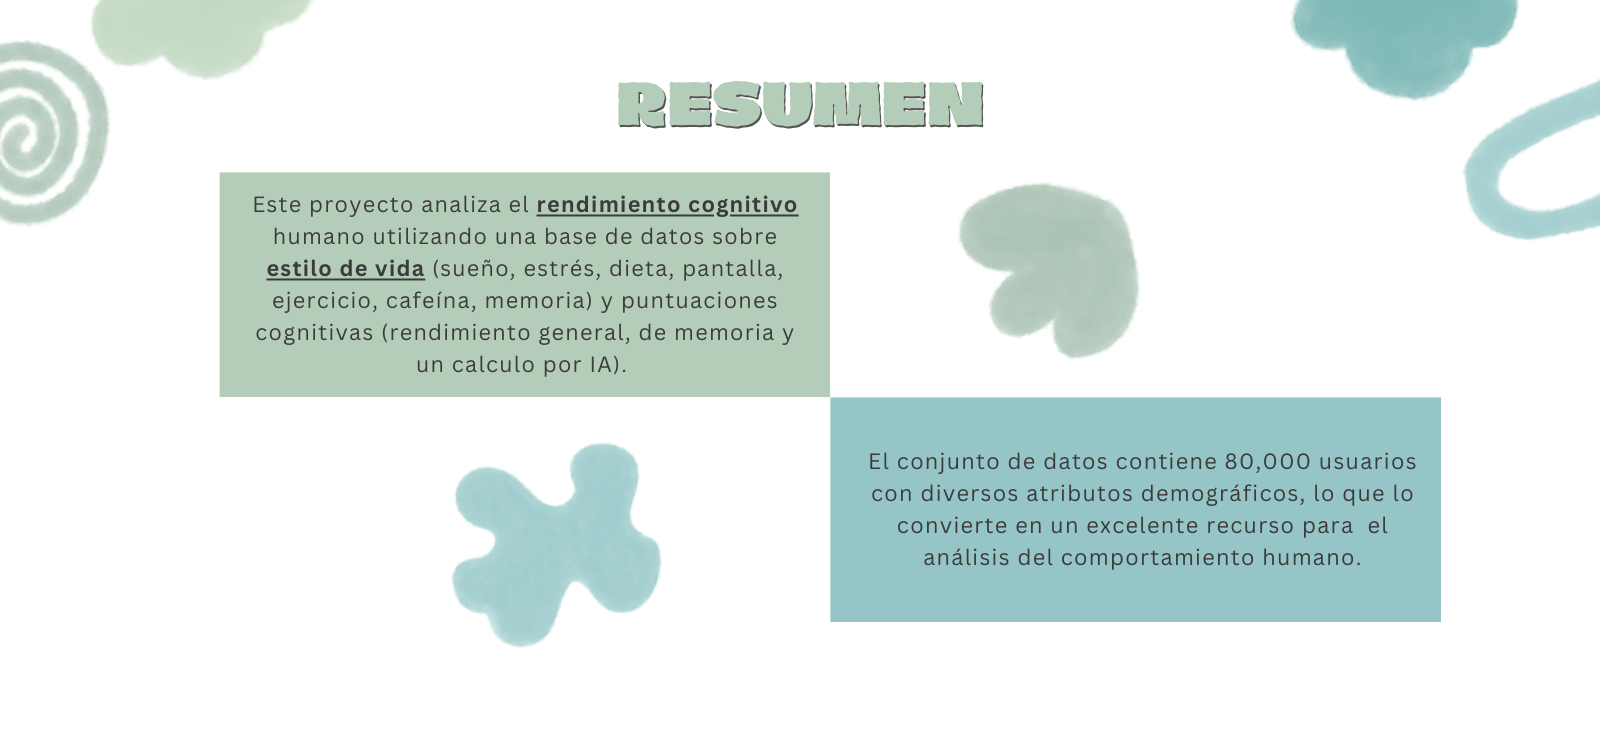 RESUMEN
Este proyecto analiza el rendimiento cognitivo
humano utilizando una base de datos sobre
estilo de vida (sueño, estrés, dieta, pantalla,
ejercicio, cafeína, memoria) y puntuaciones
cognitivas (rendimiento general, de memoria y
un calculo por IA).
El conjunto de datos contiene 80,000 usuarios
con diversos atributos demográficos, lo que lo
convierte en un excelente recurso para  el
análisis del comportamiento humano.